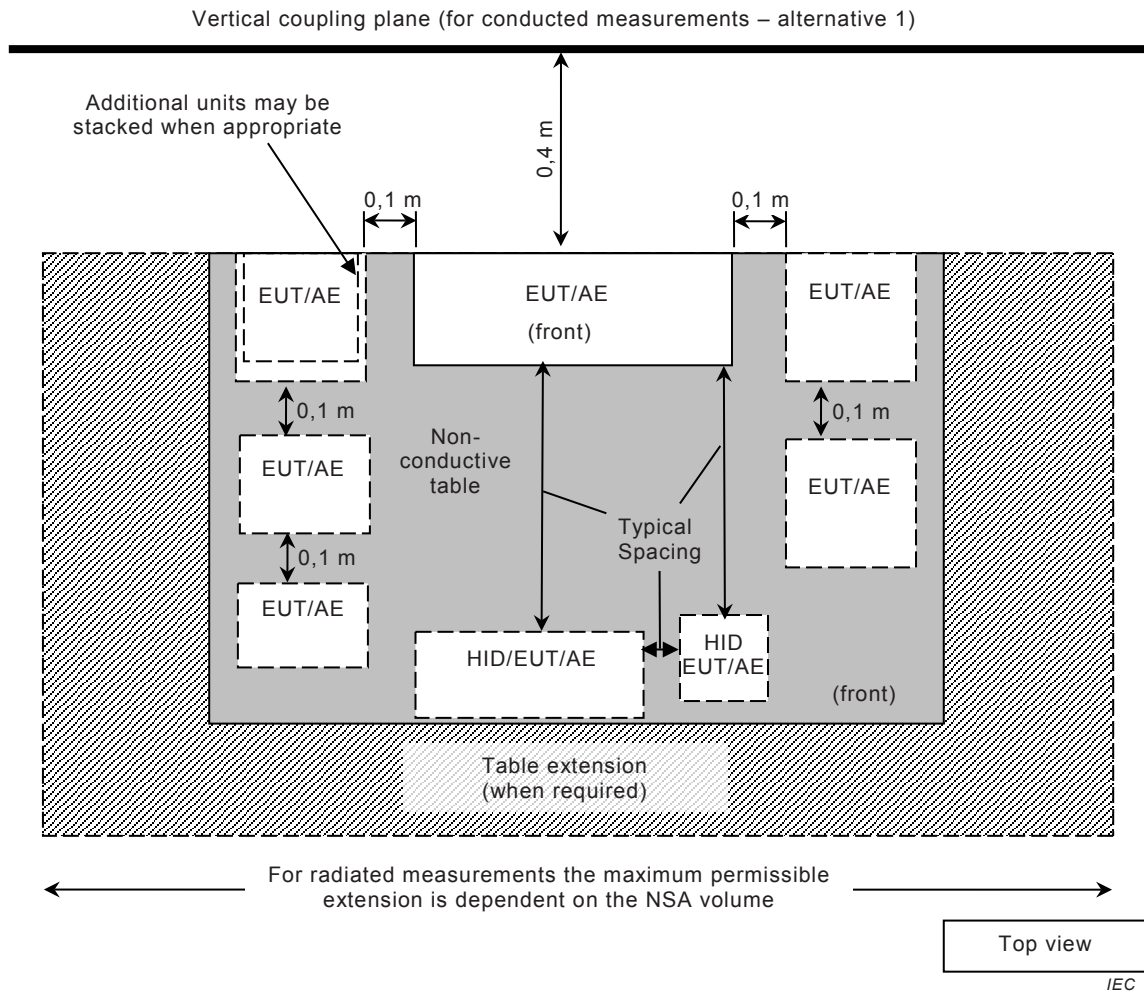 Vertical coupling plane (for conducted measurements – alternative 1)
Additional units may be
stacked when appropriate
0,4 m
0,1 m
0,1 m
EUT/AE
EUT/AE
(front)
EUT/AE
0,1 m
0,1 m
Non-
conductive
table
EUT/AE
EUT/AE
Typical
Spacing
0,1 m
EUT/AE
HID/EUT/AE
HID
EUT/AE
(front)
Table extension
(when required)
For radiated measurements the maximum permissible
extension is dependent on the NSA volume
Top view
IEC